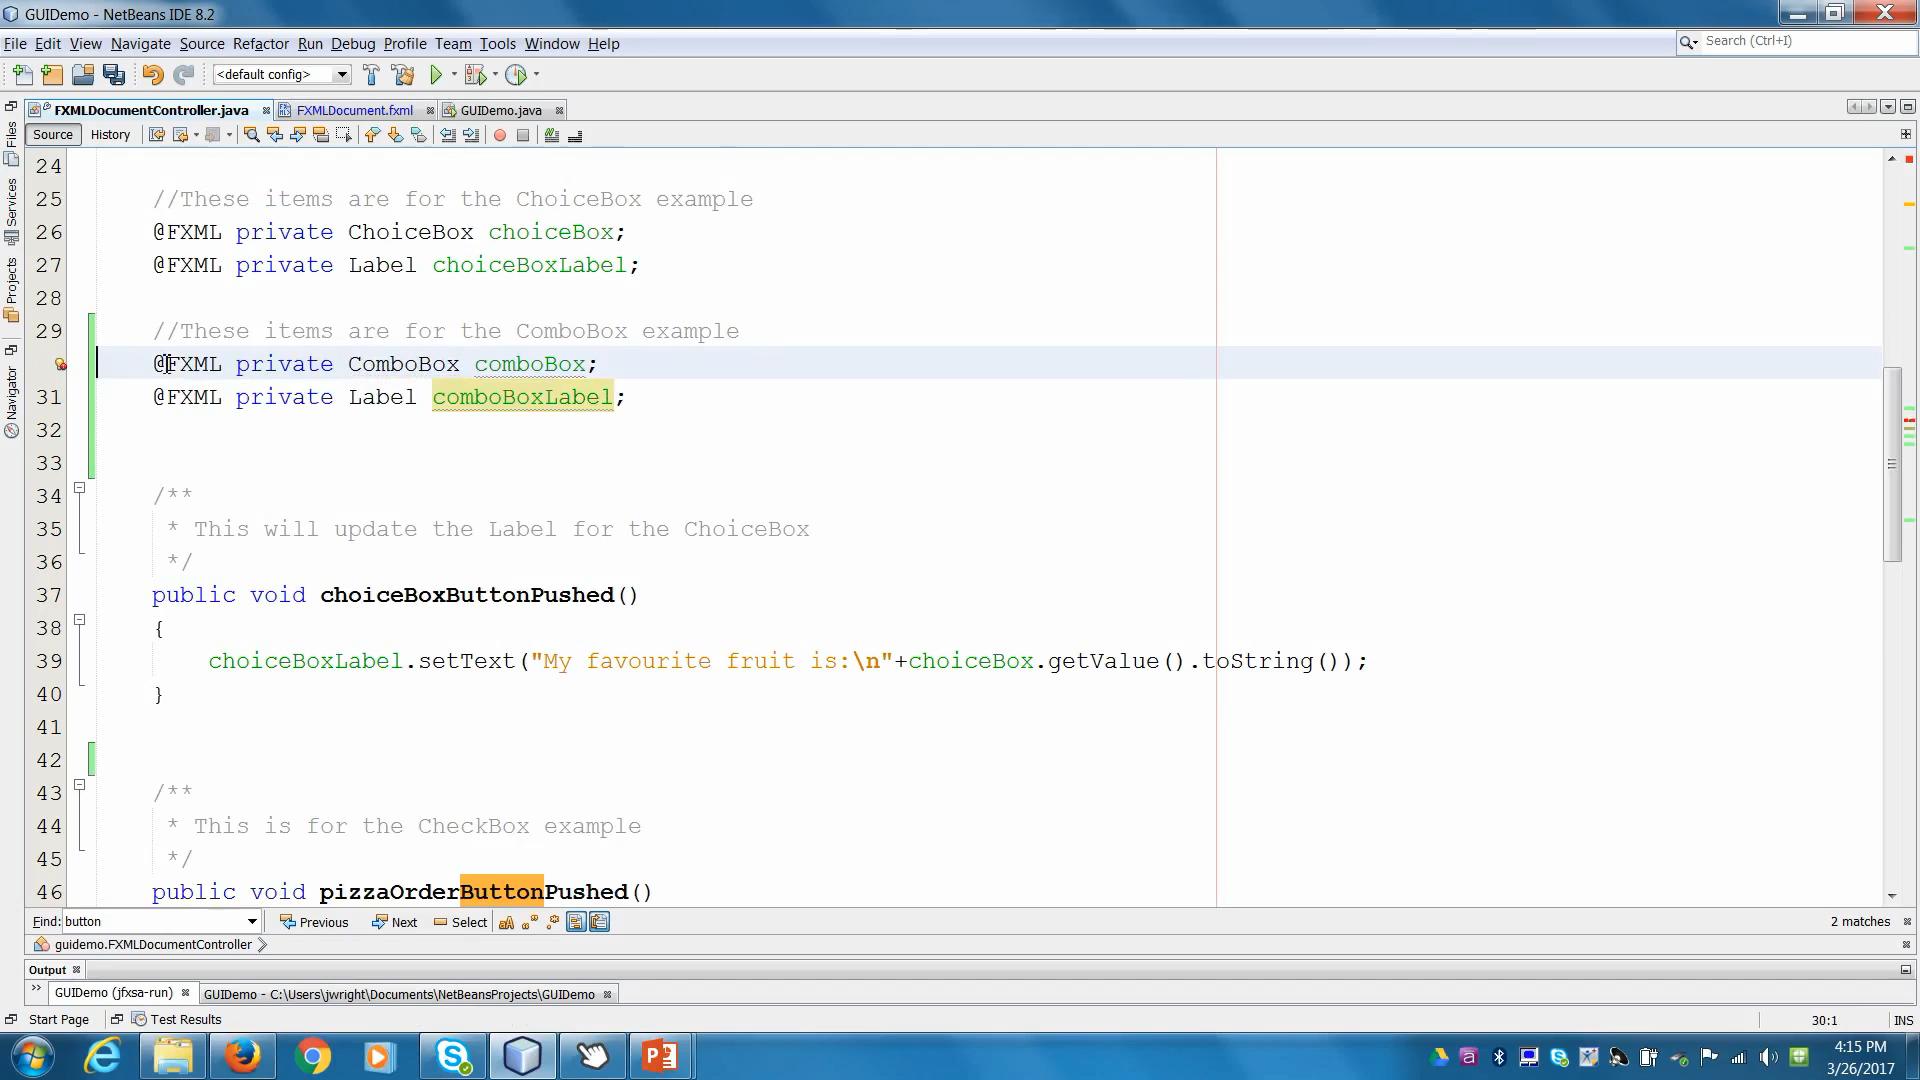 GUIDemo - NetBeans IDE 8.2
File Edit View Navigate Source Refactor Run Debug Profile Team Tools Window Help
Search (Ctrl+I)
<default config>
FXMLDocumentController.java FXMLDocument.fxml GUIDemo.java
Source History
Files
Services
Projects
Navigator
24
25 //These items are for the ChoiceBox example
26 @FXML private ChoiceBox choiceBox;
27 @FXML private Label choiceBoxLabel;
28
29 //These items are for the ComboBox example
@FXML private ComboBox comboBox;
31 @FXML private Label comboBoxLabel;
32
33
34 /**
35 * This will update the Label for the ChoiceBox
36 */
37 public void choiceBoxButtonPushed()
38 {
39 choiceBoxLabel.setText("My favourite fruit is:\n"+choiceBox.getValue().toString());
40 }
41
42
43 /**
44 * This is for the CheckBox example
45 */
46 public void pizzaOrderButtonPushed()
Find: button Previous Next Select aA 2 matches
guidemo.FXMLDocumentController
Output
GUIDemo (jfxsa-run) GUIDemo - C:\Users\jwright\Documents\NetBeansProjects\GUIDemo
Start Page Test Results 30:1 INS
4:15 PM
3/26/2017